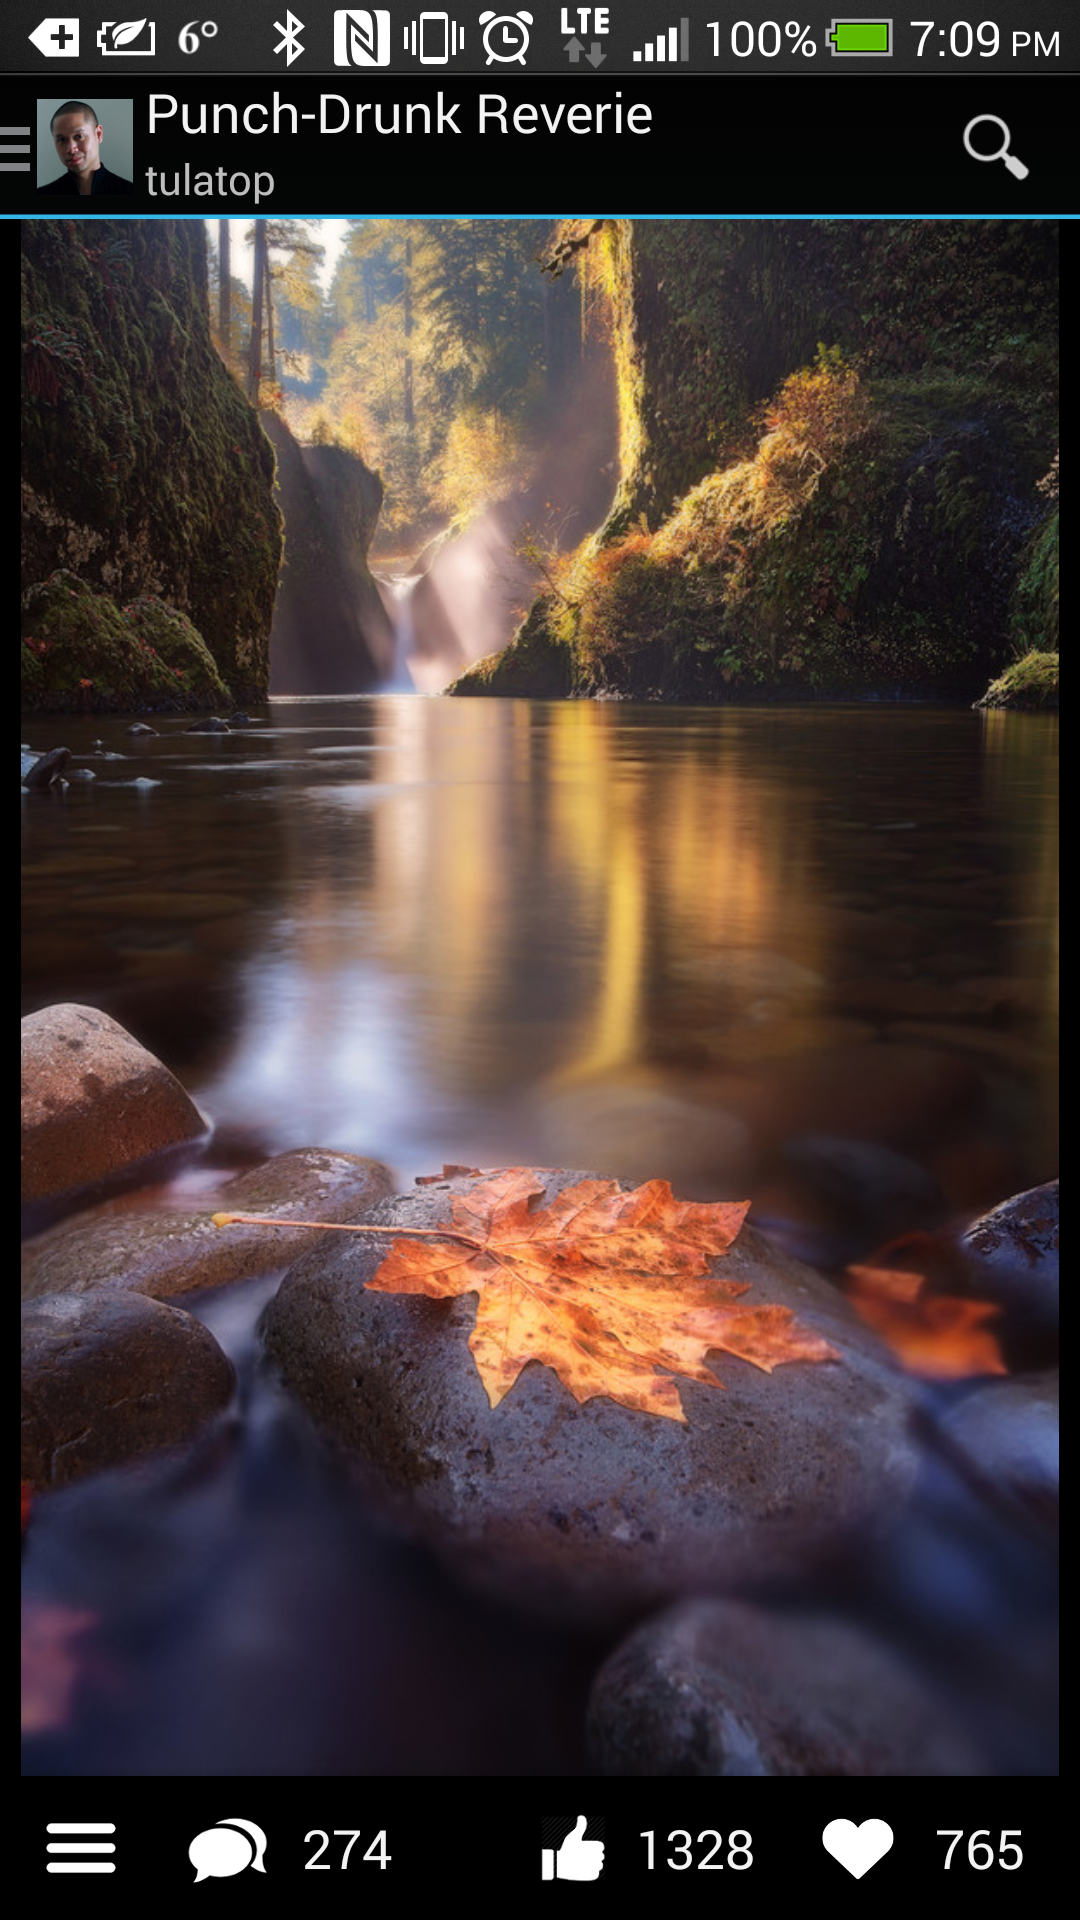 6° LTE 100% 7:09 PM
Punch-Drunk Reverie
tulatop
274 1328 765